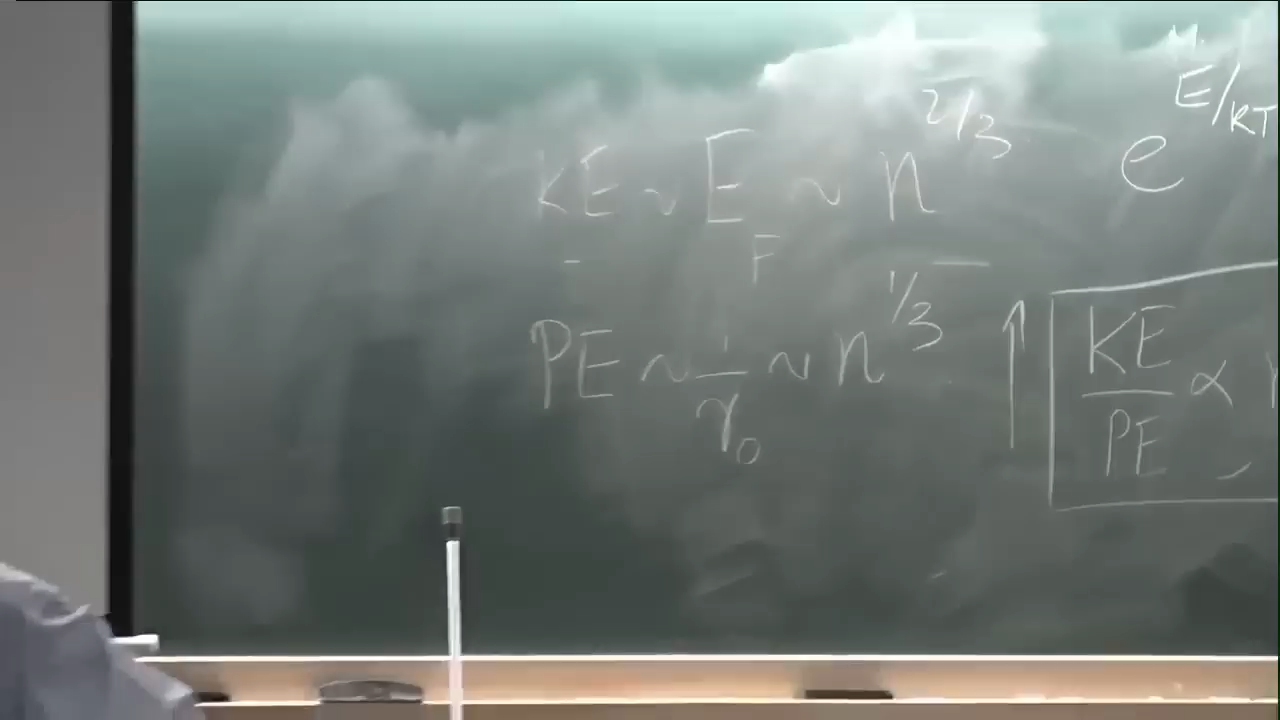 KE ~ E_F ~ n^{2/3}
e^{E/KT}
PE ~ 1/r_0 ~ n^{1/3} ↑
KE/PE ∝